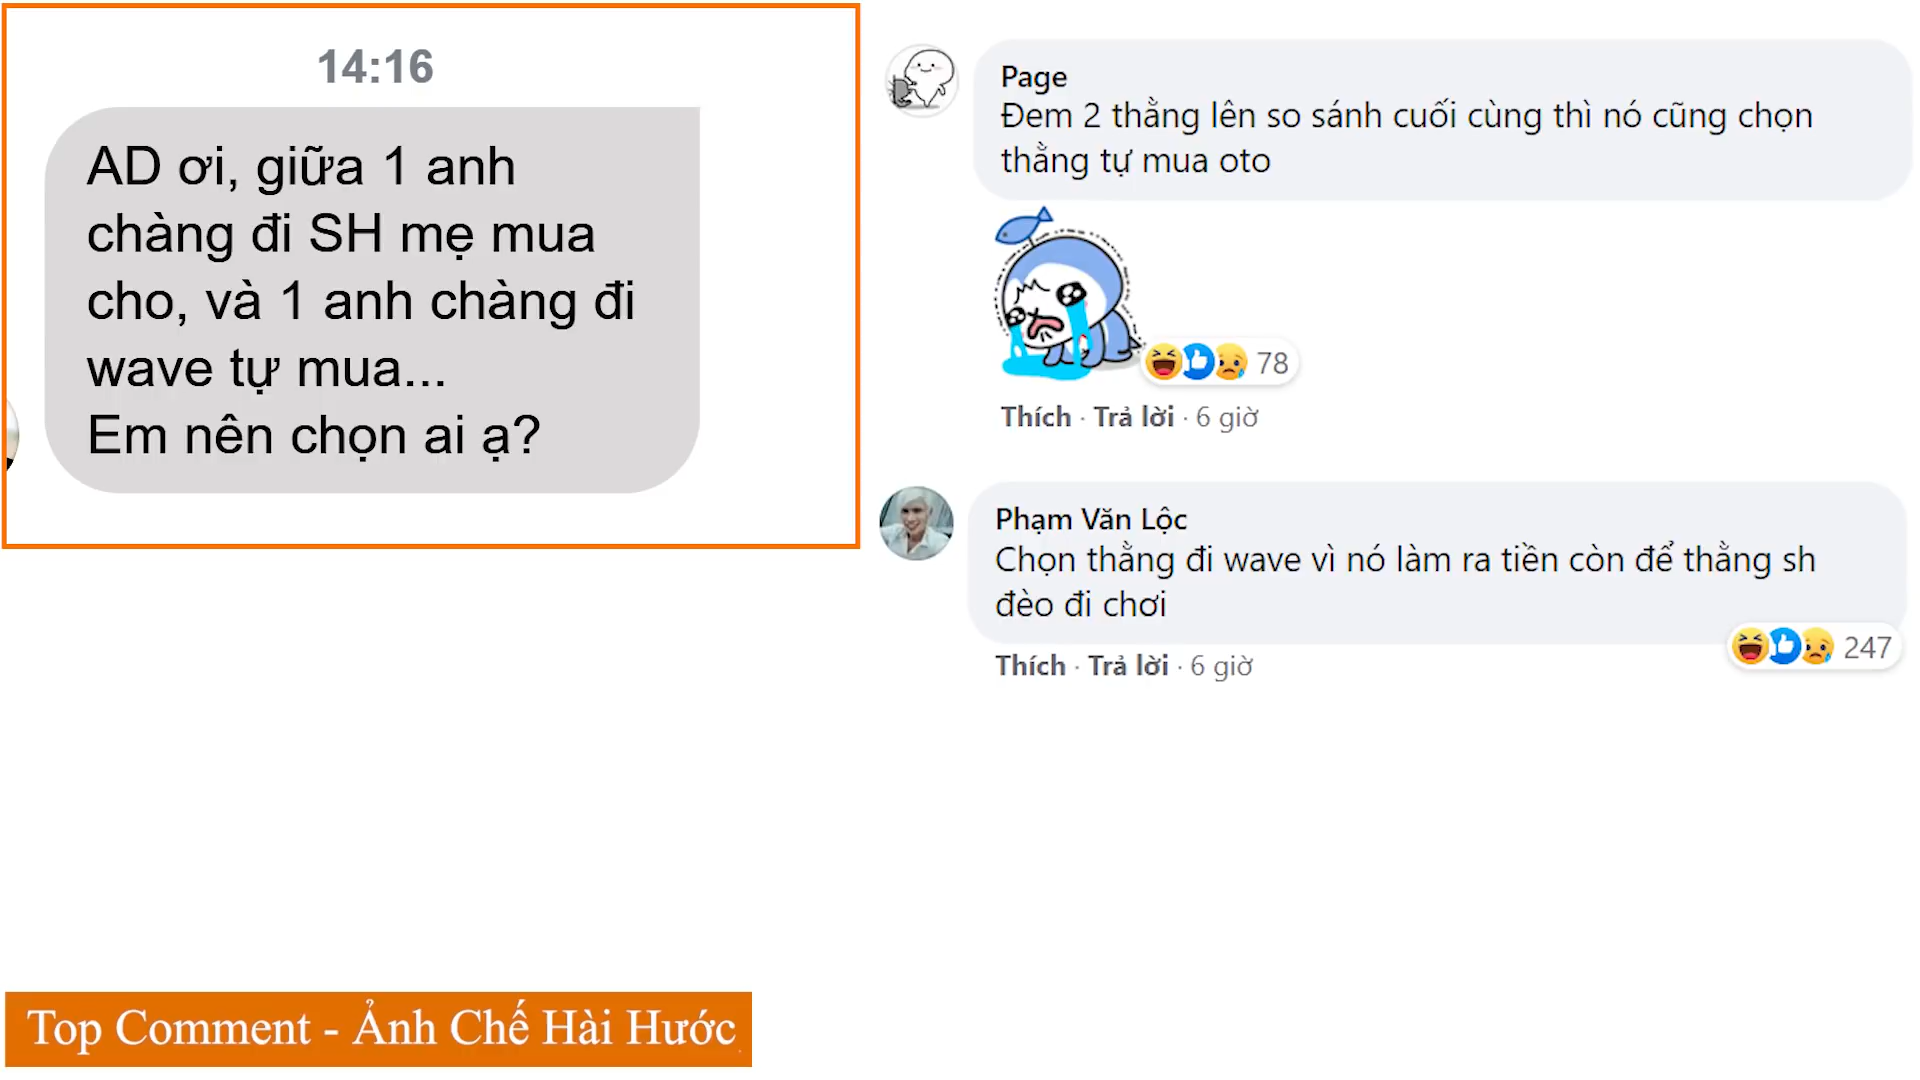 14:16
AD ơi, giữa 1 anh
chàng đi SH mẹ mua
cho, và 1 anh chàng đi
wave tự mua...
Em nên chọn ai ạ?
Page
Đem 2 thằng lên so sánh cuối cùng thì nó cũng chọn
thằng tự mua oto
78
Thích · Trả lời · 6 giờ
Phạm Văn Lộc
Chọn thằng đi wave vì nó làm ra tiền còn để thằng sh
đèo đi chơi
247
Thích · Trả lời · 6 giờ
Top Comment - Ảnh Chế Hài Hước